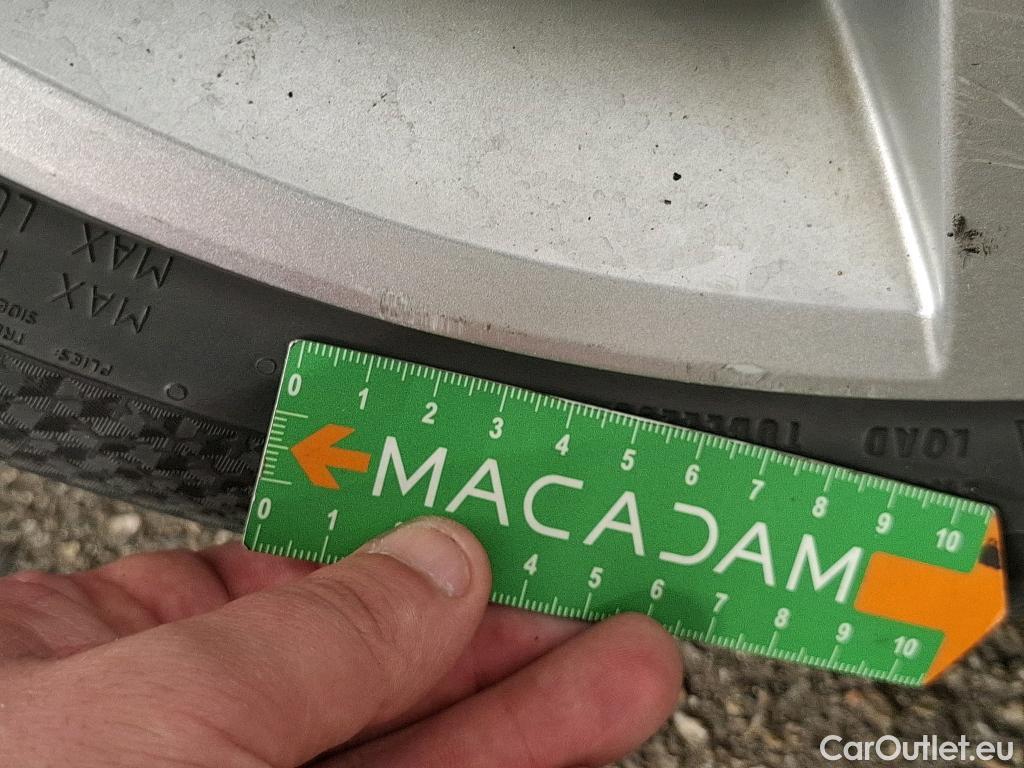 MAX LO
MAX
PLIES:
TUBELESS
LOAD
0 1 2 3 4 5 6 7 8 9 10
MACADAM
0 1 4 5 6 7 8 9 10
CarOutlet.eu